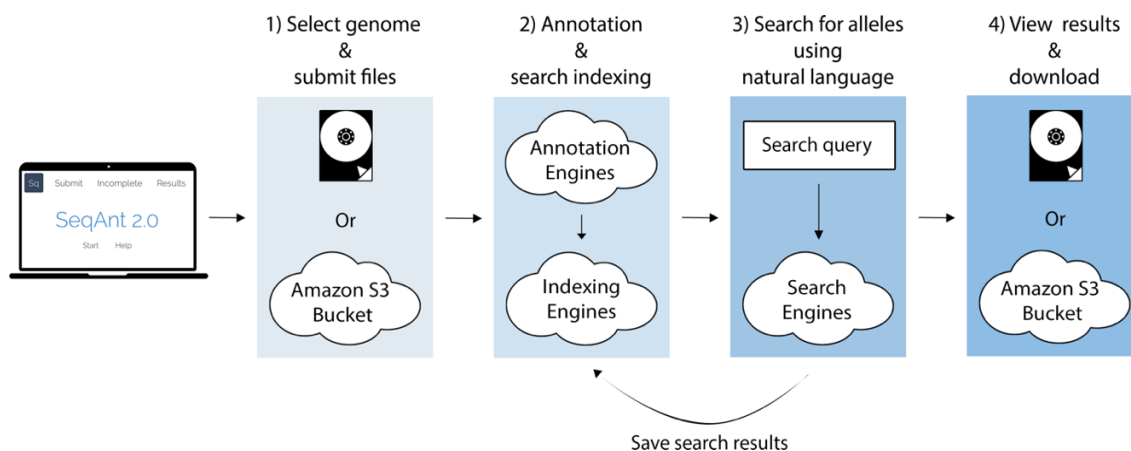 1) Select genome
&
submit files
2) Annotation
&
search indexing
3) Search for alleles
using
natural language
4) View results
&
download
Sq Submit Incomplete Results
SeqAnt 2.0
Start Help
Or
Amazon S3
Bucket
Annotation
Engines
Indexing
Engines
Search query
Search
Engines
Or
Amazon S3
Bucket
Save search results